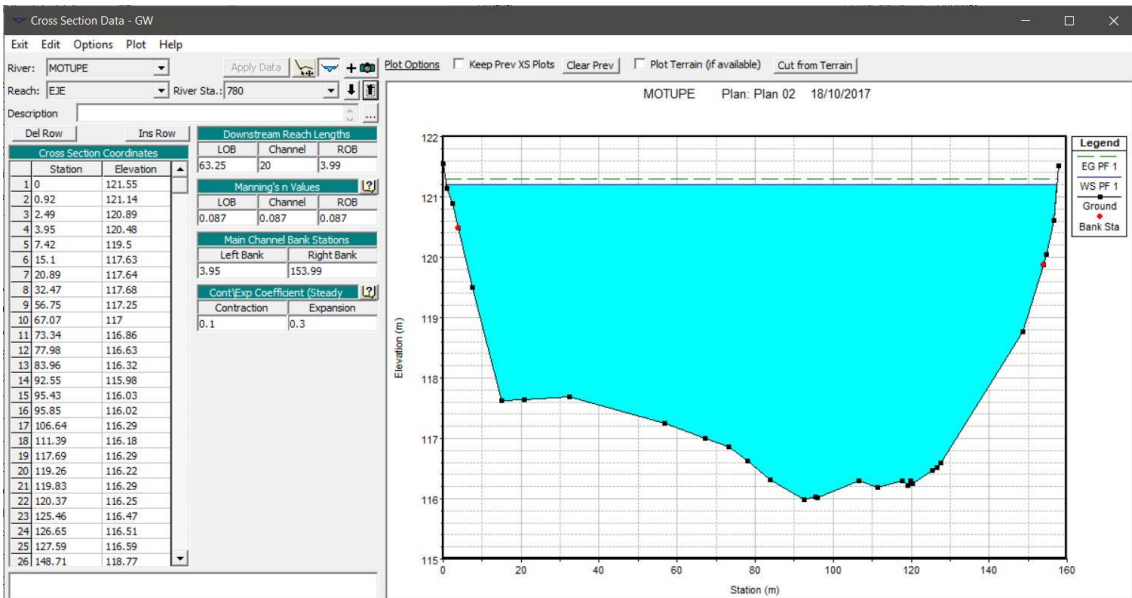 Cross Section Data - GW
Exit Edit Options Plot Help
River: MOTUPE Apply Data + Plot Options Keep Prev XS Plots Clear Prev Plot Terrain (if available) Cut from Terrain
Reach: EJE River Sta.: 780
Description ...
Del Row Ins Row
Cross Section Coordinates
Station Elevation
1 0 121.55
2 0.92 121.14
3 2.49 120.89
4 3.95 120.48
5 7.42 119.5
6 15.1 117.63
7 20.89 117.64
8 32.47 117.68
9 56.75 117.25
10 67.07 117
11 73.34 116.86
12 77.98 116.63
13 83.96 116.32
14 92.55 115.98
15 95.43 116.03
16 95.85 116.02
17 106.64 116.29
18 111.39 116.18
19 117.69 116.29
20 119.26 116.22
21 119.83 116.29
22 120.37 116.25
23 125.46 116.47
24 126.65 116.51
25 127.59 116.59
26 148.71 118.77
Downstream Reach Lengths
LOB Channel ROB
63.25 20 3.99
Manning's n Values ?
LOB Channel ROB
0.087 0.087 0.087
Main Channel Bank Stations
Left Bank Right Bank
3.95 153.99
Cont\Exp Coefficient (Steady ?
Contraction Expansion
0.1 0.3
MOTUPE Plan: Plan 02 18/10/2017
122
121
120
119
118
117
116
115
Elevation (m)
0 20 40 60 80 100 120 140 160
Station (m)
Legend
EG PF 1
WS PF 1
Ground
Bank Sta